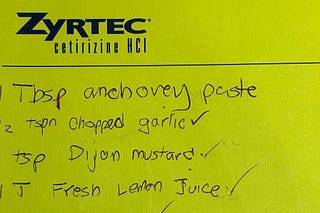 ZYRTEC®
cetirizine HCl
1 Tbsp anchovey paste
2 tspn Chopped garlic ✓
tsp Dijon mustard ✓
1 T Fresh Lemon Juice ✓